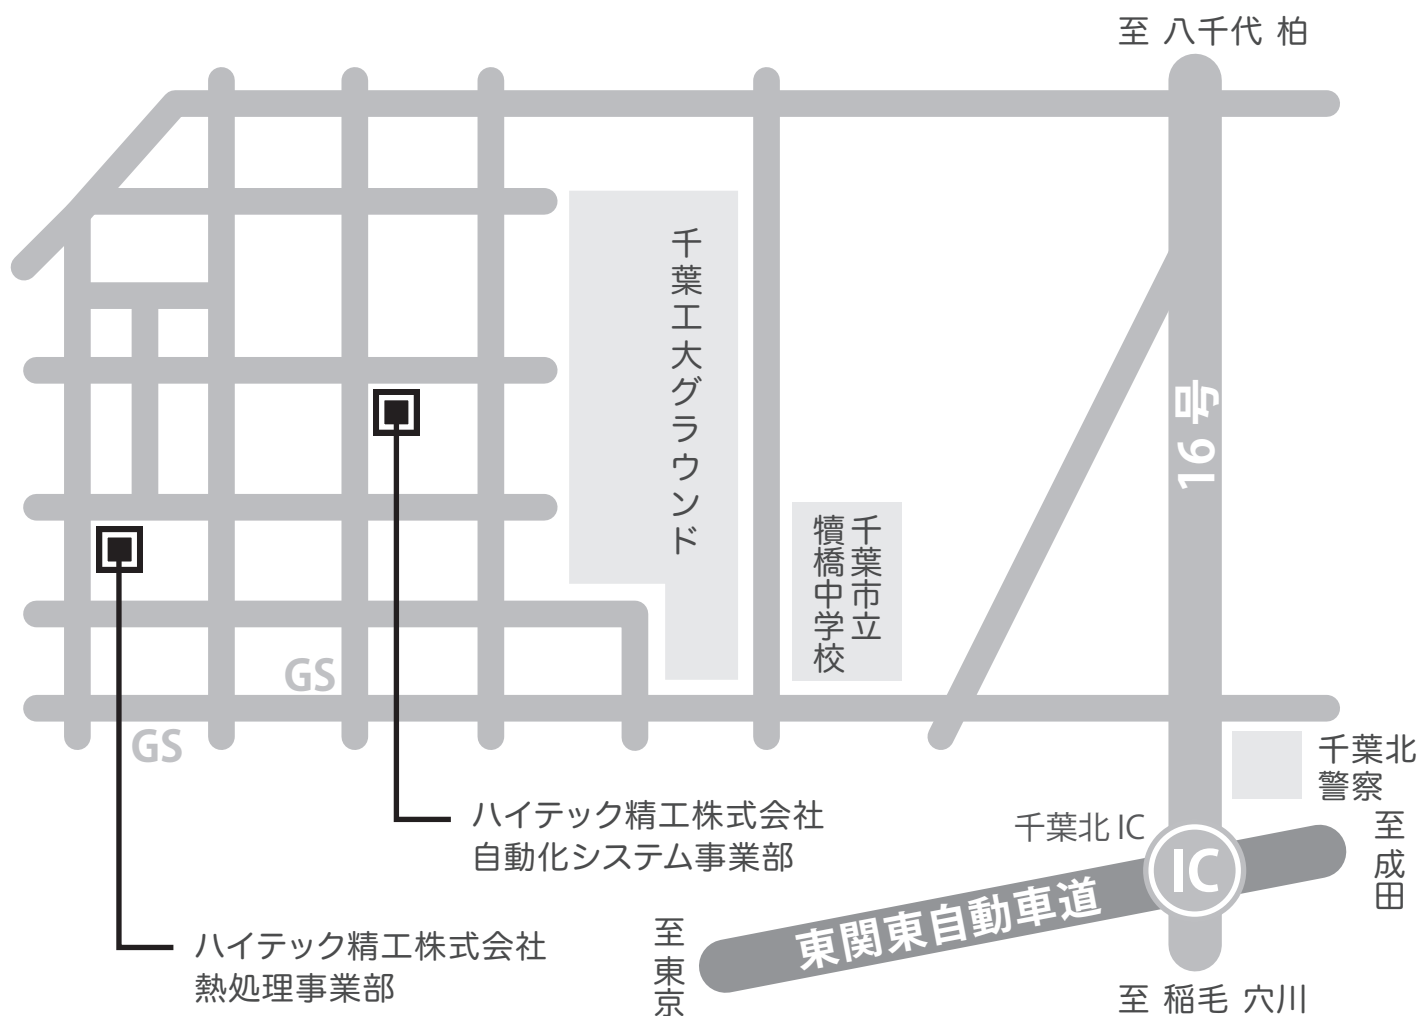 至 八千代 柏
千葉工大グラウンド
16号
千葉市立
犢橋中学校
GS
GS
千葉北
警察
ハイテック精工株式会社
自動化システム事業部
千葉北 IC
IC
至 成田
東関東自動車道
至 東京
ハイテック精工株式会社
熱処理事業部
至 稲毛 穴川